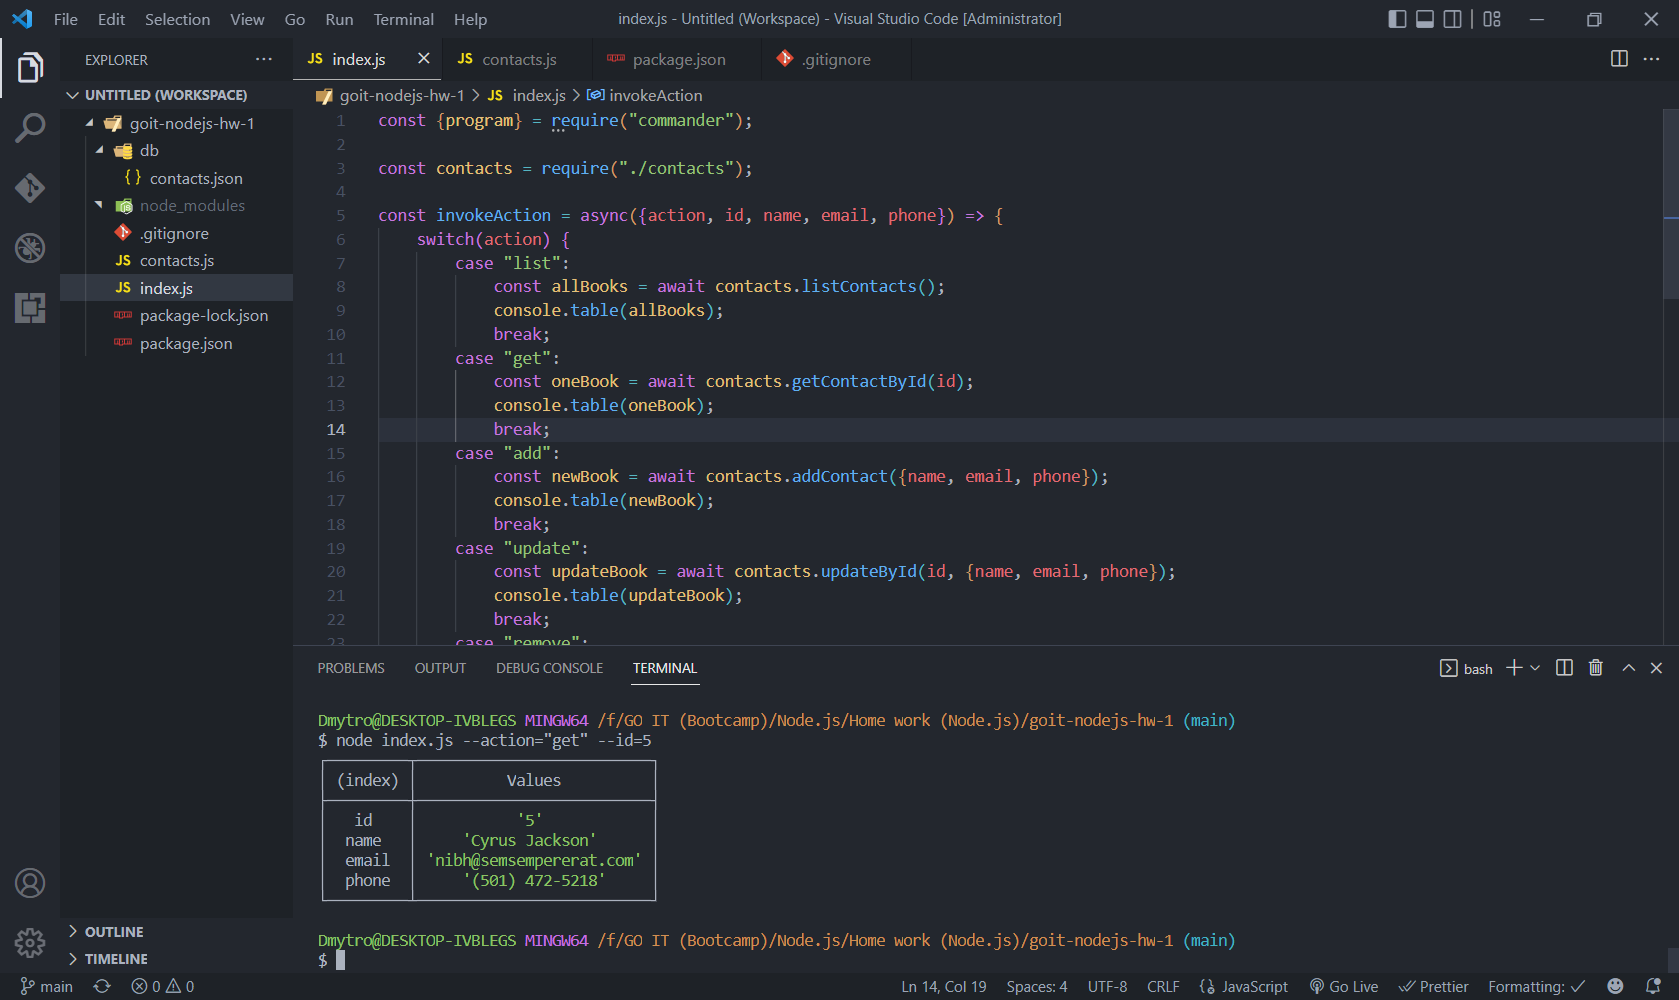 File Edit Selection View Go Run Terminal Help
index.js - Untitled (Workspace) - Visual Studio Code [Administrator]
EXPLORER
UNTITLED (WORKSPACE)
goit-nodejs-hw-1
db
{} contacts.json
node_modules
.gitignore
JS contacts.js
JS index.js
package-lock.json
package.json
OUTLINE
TIMELINE
JS index.js
JS contacts.js
package.json
.gitignore
goit-nodejs-hw-1 > JS index.js > invokeAction
1 const {program} = require("commander");
2
3 const contacts = require("./contacts");
4
5 const invokeAction = async({action, id, name, email, phone}) => {
6 switch(action) {
7 case "list":
8 const allBooks = await contacts.listContacts();
9 console.table(allBooks);
10 break;
11 case "get":
12 const oneBook = await contacts.getContactById(id);
13 console.table(oneBook);
14 break;
15 case "add":
16 const newBook = await contacts.addContact({name, email, phone});
17 console.table(newBook);
18 break;
19 case "update":
20 const updateBook = await contacts.updateById(id, {name, email, phone});
21 console.table(updateBook);
22 break;
23 case "remove":
PROBLEMS OUTPUT DEBUG CONSOLE TERMINAL
bash
Dmytro@DESKTOP-IVBLEGS MINGW64 /f/GO IT (Bootcamp)/Node.js/Home work (Node.js)/goit-nodejs-hw-1 (main)
$ node index.js --action="get" --id=5
(index) Values
id '5'
name 'Cyrus Jackson'
email 'nibh@semsempererat.com'
phone '(501) 472-5218'
Dmytro@DESKTOP-IVBLEGS MINGW64 /f/GO IT (Bootcamp)/Node.js/Home work (Node.js)/goit-nodejs-hw-1 (main)
$
main 0 0 Ln 14, Col 19 Spaces: 4 UTF-8 CRLF JavaScript Go Live Prettier Formatting: